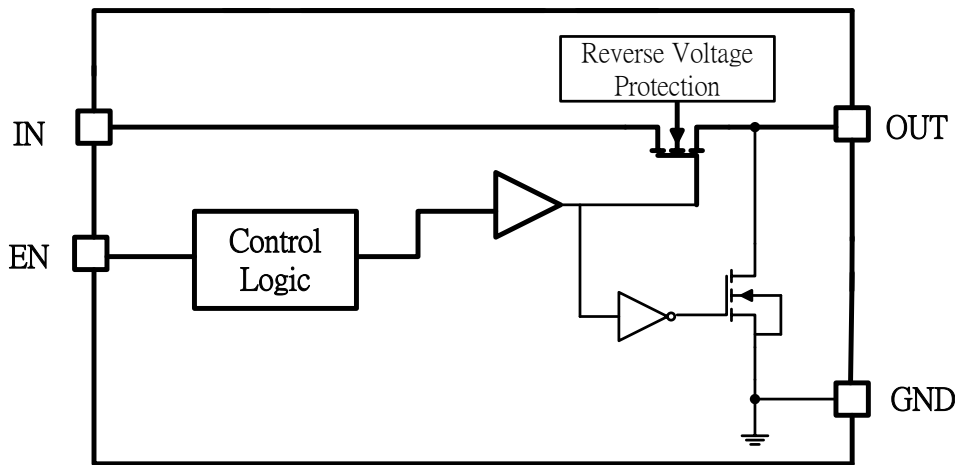 Reverse Voltage
Protection
IN
OUT
EN
Control
Logic
GND